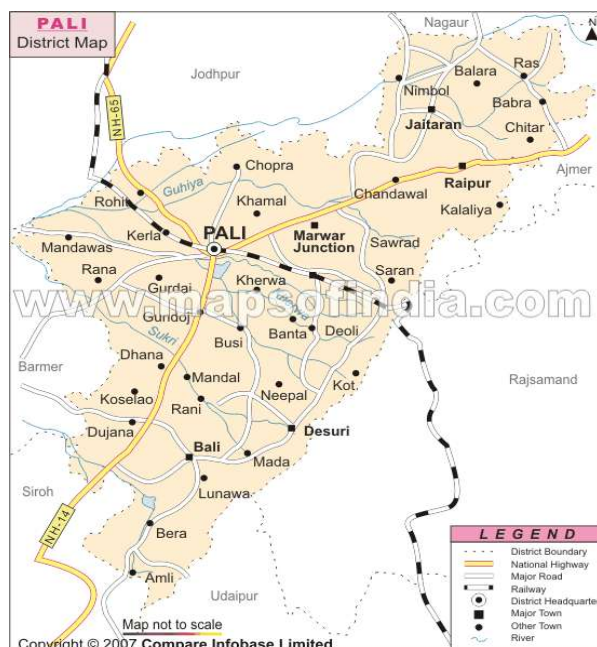 PALI
District Map
Nagaur
N
Jodhpur
Balara
Ras
Nimbol
Babra
Jaitaran
Chitar
NH-65
Ajmer
Chopra
Raipur
Guhiya
Chandawal
Rohit
Khamal
Kalaliya
Kerla
PALI
Marwar
Junction
Mandawas
Sawrad
Rana
Saran
Gurdai
Kherwa
www.mapsofindia.com
Gundoj
Sukri
Busi
Banta
Deoli
Dhana
Barmer
Mandal
Kot.
Rajsamand
Koselao
Rani
Neepal
Dujana
Desuri
Bali
Mada
Siroh
Lunawa
NH-14
Bera
Amli
Udaipur
LEGEND
District Boundary
National Highway
Major Road
Railway
District Headquarte
Major Town
Other Town
River
Map not to scale
Copyright © 2007 Compare Infobase Limited